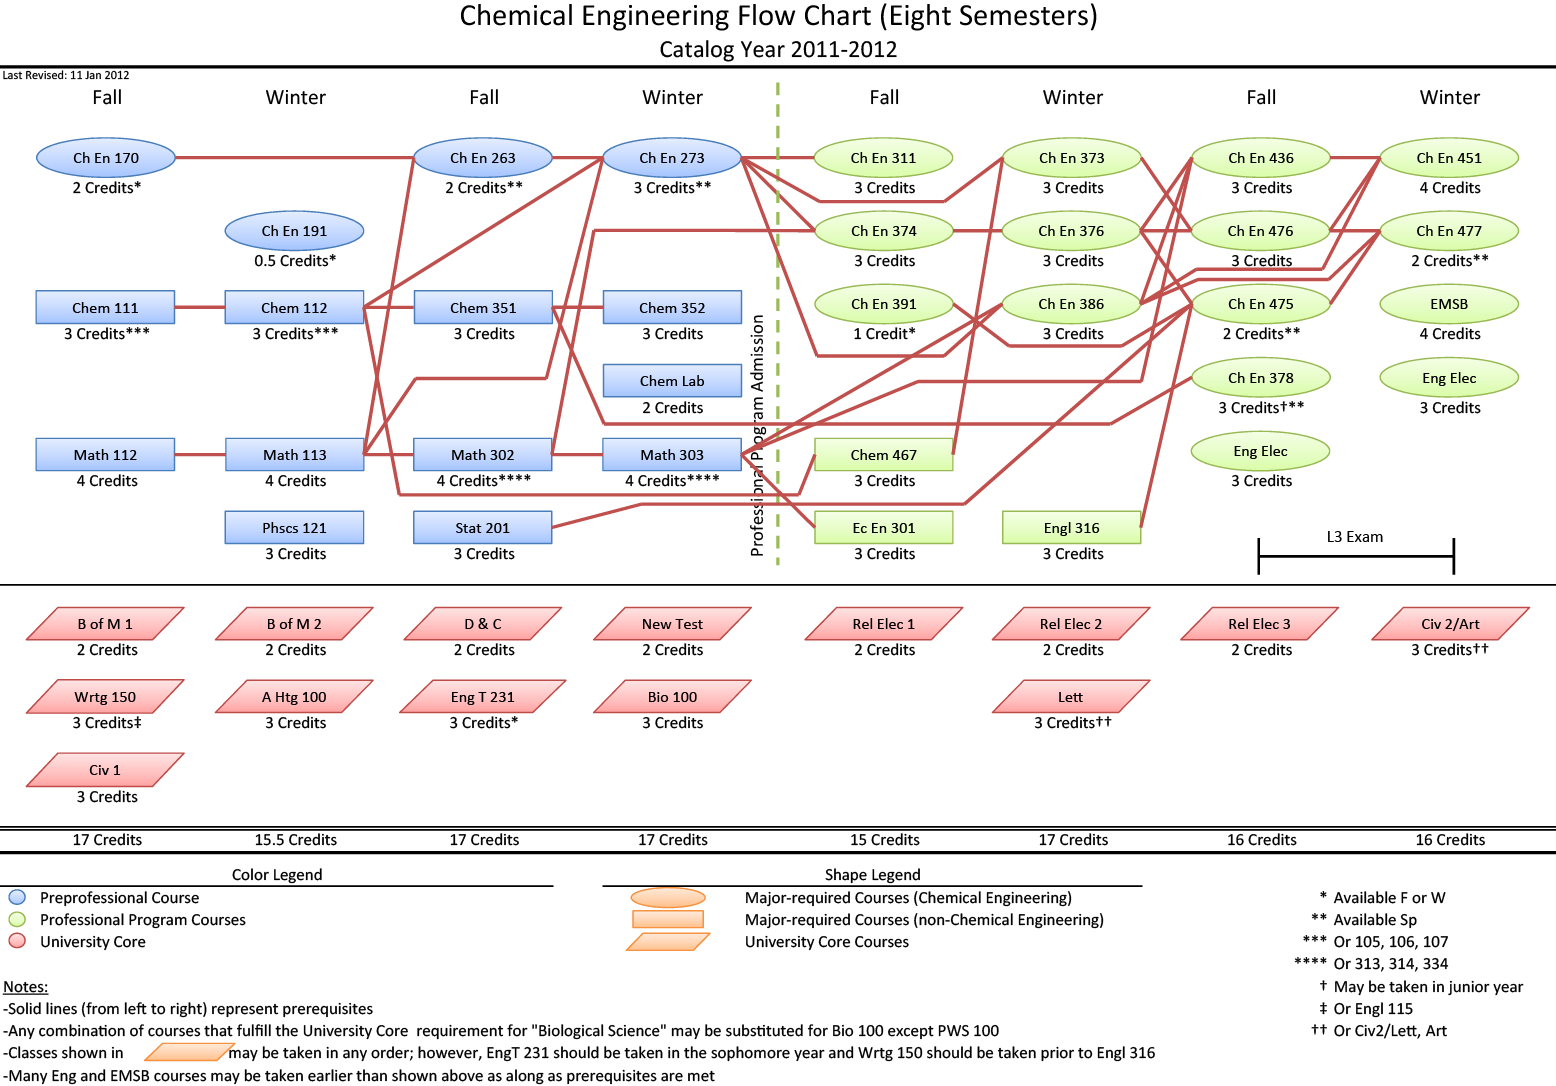 Chemical Engineering Flow Chart (Eight Semesters)
Catalog Year 2011-2012
Last Revised: 11 Jan 2012
Fall Winter Fall Winter Fall Winter Fall Winter
Ch En 170 Ch En 263 Ch En 273 Ch En 311 Ch En 373 Ch En 436 Ch En 451
2 Credits* 2 Credits** 3 Credits** 3 Credits 3 Credits 3 Credits 4 Credits
Ch En 191 Ch En 374 Ch En 376 Ch En 476 Ch En 477
0.5 Credits* 3 Credits 3 Credits 3 Credits 2 Credits**
Chem 111 Chem 112 Chem 351 Chem 352 Ch En 391 Ch En 386 Ch En 475 EMSB
3 Credits*** 3 Credits*** 3 Credits 3 Credits 1 Credit* 3 Credits 2 Credits** 4 Credits
Chem Lab Ch En 378 Eng Elec
2 Credits 3 Credits†** 3 Credits
Professional Program Admission
Math 112 Math 113 Math 302 Math 303 Chem 467 Eng Elec
4 Credits 4 Credits 4 Credits**** 4 Credits**** 3 Credits 3 Credits
Phscs 121 Stat 201 Ec En 301 Engl 316
3 Credits 3 Credits 3 Credits 3 Credits
L3 Exam
B of M 1 B of M 2 D & C New Test Rel Elec 1 Rel Elec 2 Rel Elec 3 Civ 2/Art
2 Credits 2 Credits 2 Credits 2 Credits 2 Credits 2 Credits 2 Credits 3 Credits††
Wrtg 150 A Htg 100 Eng T 231 Bio 100 Lett
3 Credits‡ 3 Credits 3 Credits* 3 Credits 3 Credits††
Civ 1
3 Credits
17 Credits 15.5 Credits 17 Credits 17 Credits 15 Credits 17 Credits 16 Credits 16 Credits
Color Legend
Preprofessional Course
Professional Program Courses
University Core
Shape Legend
Major-required Courses (Chemical Engineering)
Major-required Courses (non-Chemical Engineering)
University Core Courses
* Available F or W
** Available Sp
*** Or 105, 106, 107
**** Or 313, 314, 334
† May be taken in junior year
‡ Or Engl 115
†† Or Civ2/Lett, Art
Notes:
-Solid lines (from left to right) represent prerequisites
-Any combination of courses that fulfill the University Core requirement for "Biological Science" may be substituted for Bio 100 except PWS 100
-Classes shown in may be taken in any order; however, EngT 231 should be taken in the sophomore year and Wrtg 150 should be taken prior to Engl 316
-Many Eng and EMSB courses may be taken earlier than shown above as along as prerequisites are met